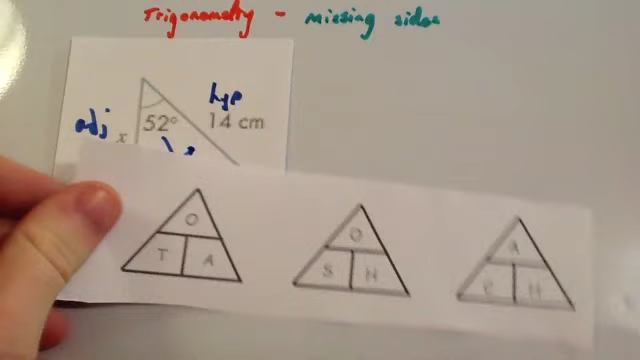 Trigonometry - missing sides
hyp
adj 52° 14 cm
x
O O A
T A S H H